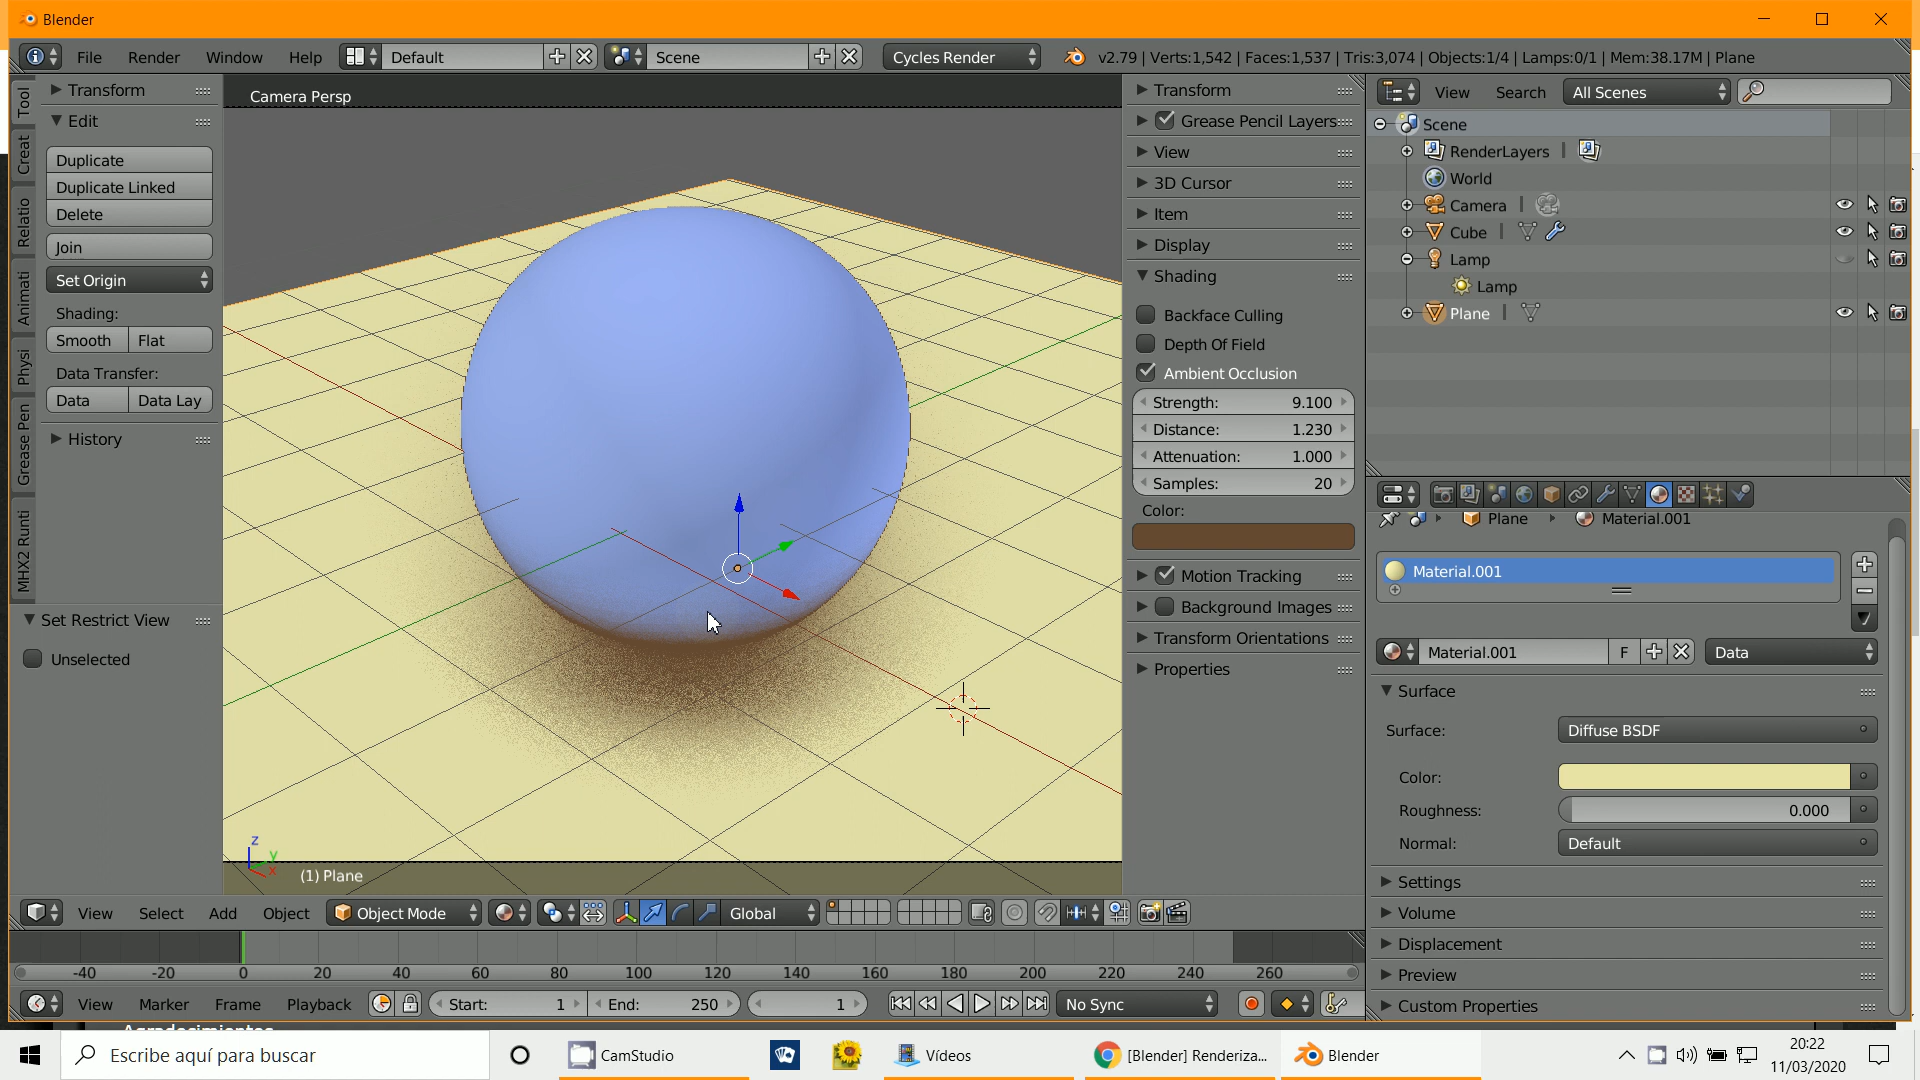 Blender
File Render Window Help Default Scene Cycles Render v2.79 | Verts:1,542 | Faces:1,537 | Tris:3,074 | Objects:1/4 | Lamps:0/1 | Mem:38.17M | Plane
Tool
Creat
Relatio
Animati
Physi
Grease Pen
MHX2 Runti
Transform
Edit
Duplicate
Duplicate Linked
Delete
Join
Set Origin
Shading:
Smooth Flat
Data Transfer:
Data Data Lay
History
Set Restrict View
Unselected
Camera Persp
z
y
x
(1) Plane
Transform
Grease Pencil Layers
View
3D Cursor
Item
Display
Shading
Backface Culling
Depth Of Field
Ambient Occlusion
Strength: 9.100
Distance: 1.230
Attenuation: 1.000
Samples: 20
Color:
Motion Tracking
Background Images
Transform Orientations
Properties
View Search All Scenes
Scene
RenderLayers
World
Camera
Cube
Lamp
Lamp
Plane
Plane Material.001
Material.001
Material.001 F Data
Surface
Surface: Diffuse BSDF
Color:
Roughness: 0.000
Normal: Default
Settings
Volume
Displacement
Preview
Custom Properties
View Select Add Object Object Mode Global
-40 -20 0 20 40 60 80 100 120 140 160 180 200 220 240 260
View Marker Frame Playback Start: 1 End: 250 1 No Sync
Agradecimientos
Escribe aquí para buscar CamStudio Vídeos [Blender] Renderiza... Blender
20:22
11/03/2020